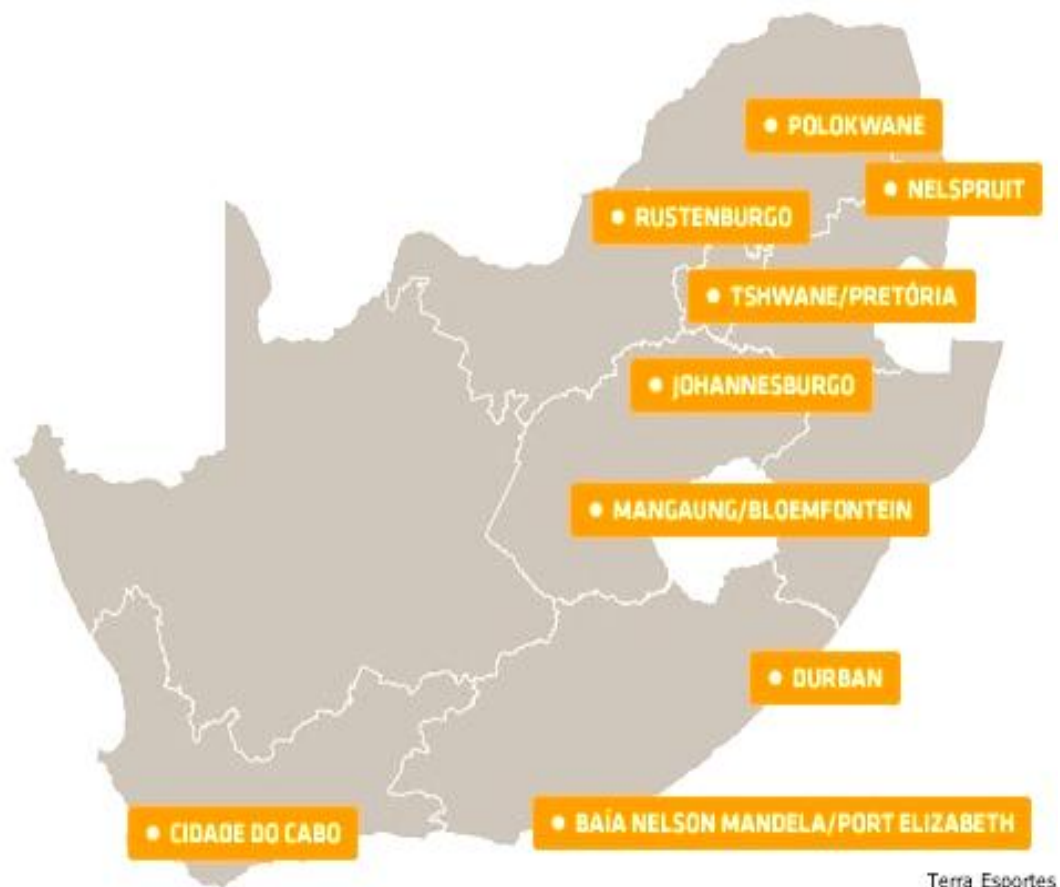 POLOKWANE
NELSPRUIT
RUSTENBURGO
TSHWANE/PRETÓRIA
JOHANNESBURGO
MANGAUNG/BLOEMFONTEIN
DURBAN
BAÍA NELSON MANDELA/PORT ELIZABETH
CIDADE DO CABO
Terra Esportes